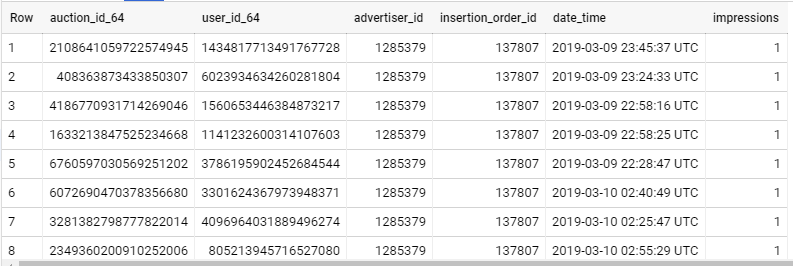 Row auction_id_64 user_id_64 advertiser_id insertion_order_id date_time impressions
1 2108641059722574945 1434817713491767728 1285379 137807 2019-03-09 23:45:37 UTC 1
2 408363873433850307 6023934634260281804 1285379 137807 2019-03-09 23:24:33 UTC 1
3 4186770931714269046 1560653446384873217 1285379 137807 2019-03-09 22:58:16 UTC 1
4 1633213847525234668 1141232600314107603 1285379 137807 2019-03-09 22:58:25 UTC 1
5 6760597030569251202 3786195902452684544 1285379 137807 2019-03-09 22:28:47 UTC 1
6 6072690470378356680 3301624367973948371 1285379 137807 2019-03-10 02:40:49 UTC 1
7 3281382798777822014 4096964031889496274 1285379 137807 2019-03-10 02:25:47 UTC 1
8 2349360200910252006 805213945716527080 1285379 137807 2019-03-10 02:55:29 UTC 1